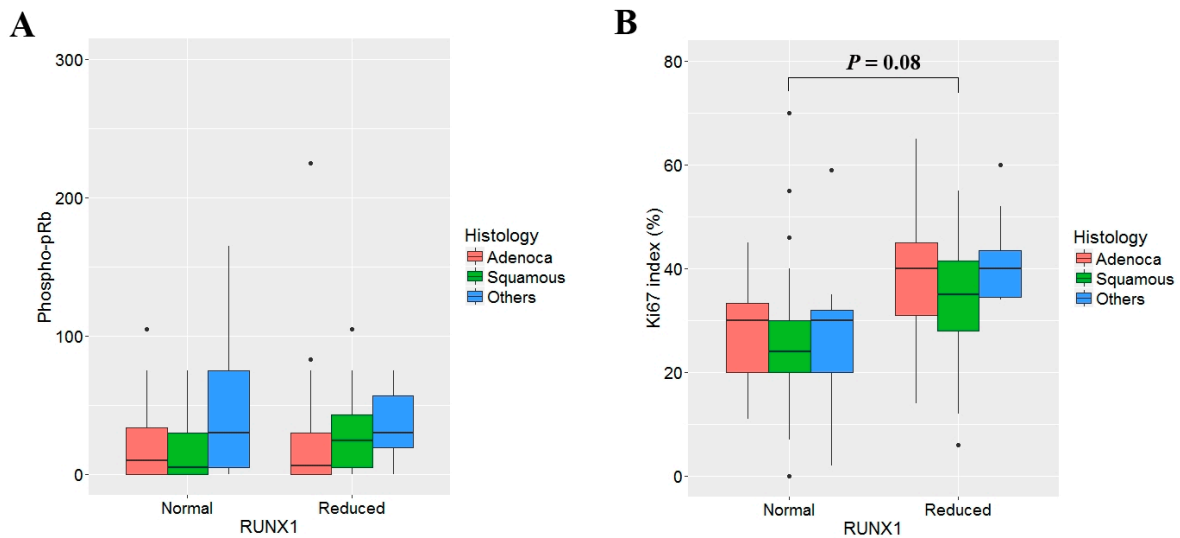 A
Phospho-pRb
300
200
100
0
Normal
Reduced
RUNX1
Histology
Adenoca
Squamous
Others
B
Ki67 index (%)
80
60
40
20
0
P = 0.08
Normal
Reduced
RUNX1
Histology
Adenoca
Squamous
Others